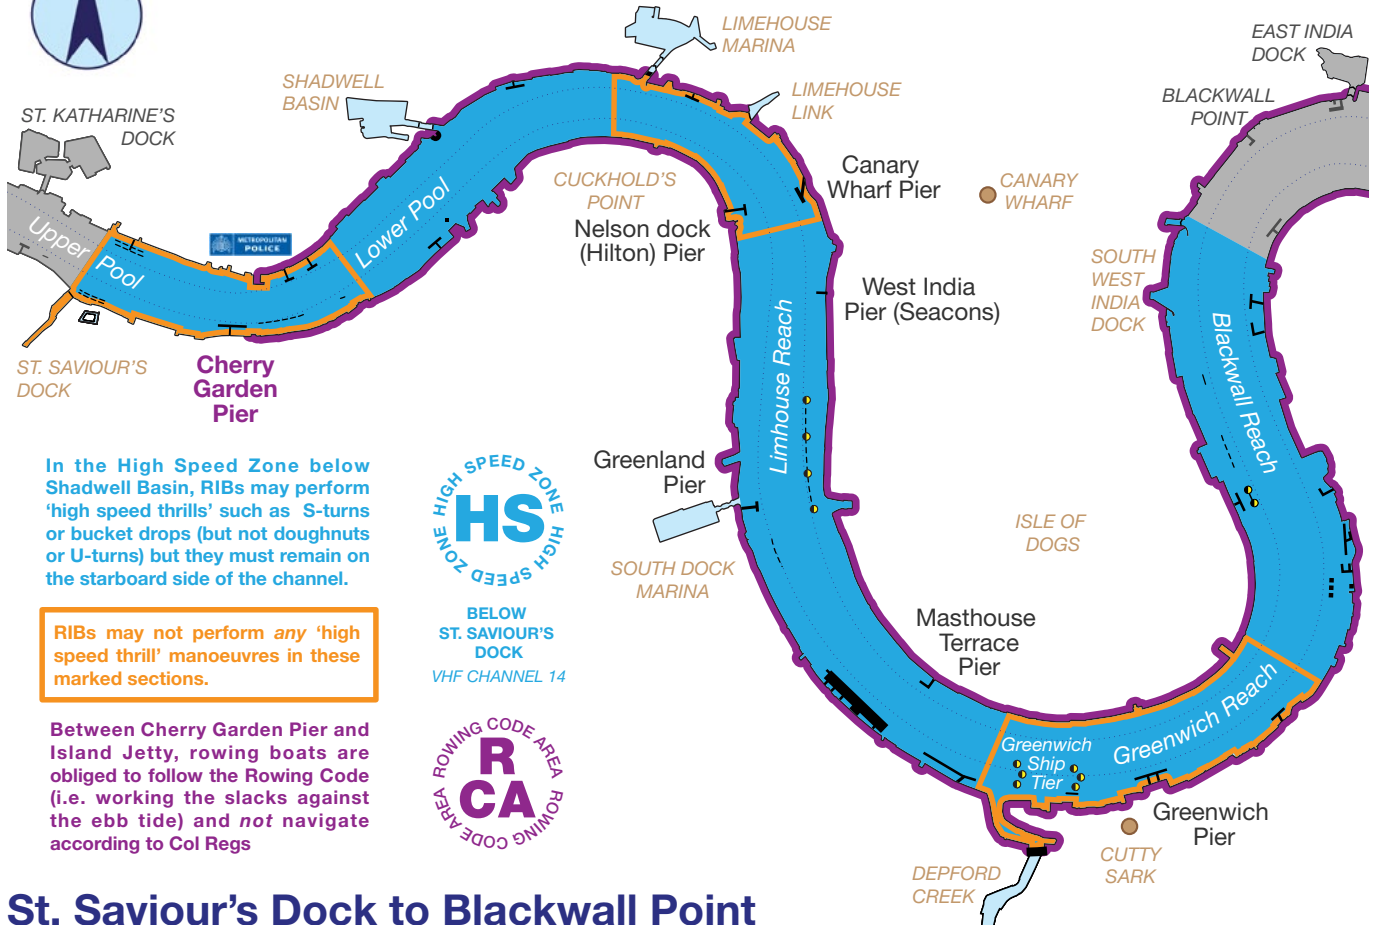 LIMEHOUSE
MARINA
EAST INDIA
DOCK
SHADWELL
BASIN
LIMEHOUSE
LINK
BLACKWALL
POINT
ST. KATHARINE'S
DOCK
CUCKHOLD'S
POINT
Canary
Wharf Pier
CANARY
WHARF
Nelson dock
(Hilton) Pier
Upper
Pool
METROPOLITAN
POLICE
Lower Pool
SOUTH
WEST
INDIA
DOCK
West India
Pier (Seacons)
Limhouse Reach
Blackwall Reach
ST. SAVIOUR'S
DOCK
Cherry
Garden
Pier
In the High Speed Zone below
Shadwell Basin, RIBs may perform
‘high speed thrills’ such as S-turns
or bucket drops (but not doughnuts
or U-turns) but they must remain on
the starboard side of the channel.
HIGH SPEED ZONE HIGH SPEED ZONE
HS
BELOW
ST. SAVIOUR'S
DOCK
VHF CHANNEL 14
Greenland
Pier
SOUTH DOCK
MARINA
ISLE OF
DOGS
RIBs may not perform any ‘high
speed thrill’ manoeuvres in these
marked sections.
Masthouse
Terrace
Pier
Between Cherry Garden Pier and
Island Jetty, rowing boats are
obliged to follow the Rowing Code
(i.e. working the slacks against
the ebb tide) and not navigate
according to Col Regs
ROWING CODE AREA ROWING CODE AREA
R
CA
Greenwich
Ship
Tier
Greenwich Reach
Greenwich
Pier
CUTTY
SARK
DEPFORD
CREEK
St. Saviour’s Dock to Blackwall Point